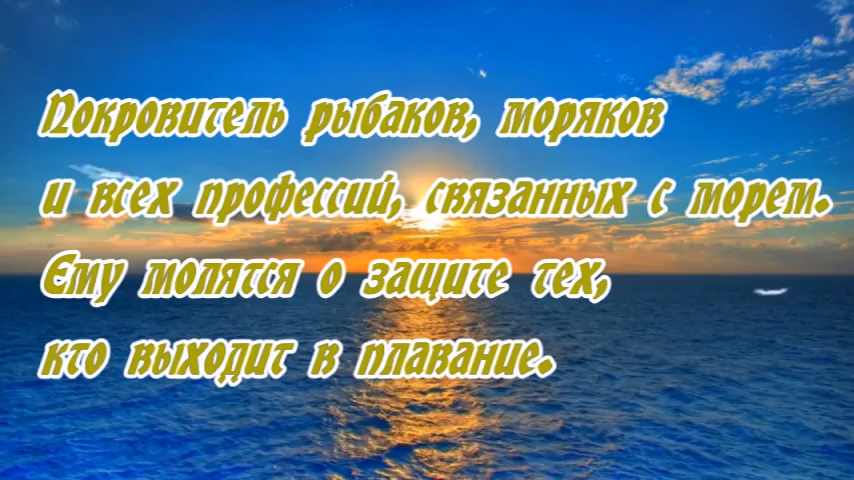 Покровитель рыбаков, моряков
и всех профессий, связанных с морем.
Ему молятся о защите тех,
кто выходит в плавание.